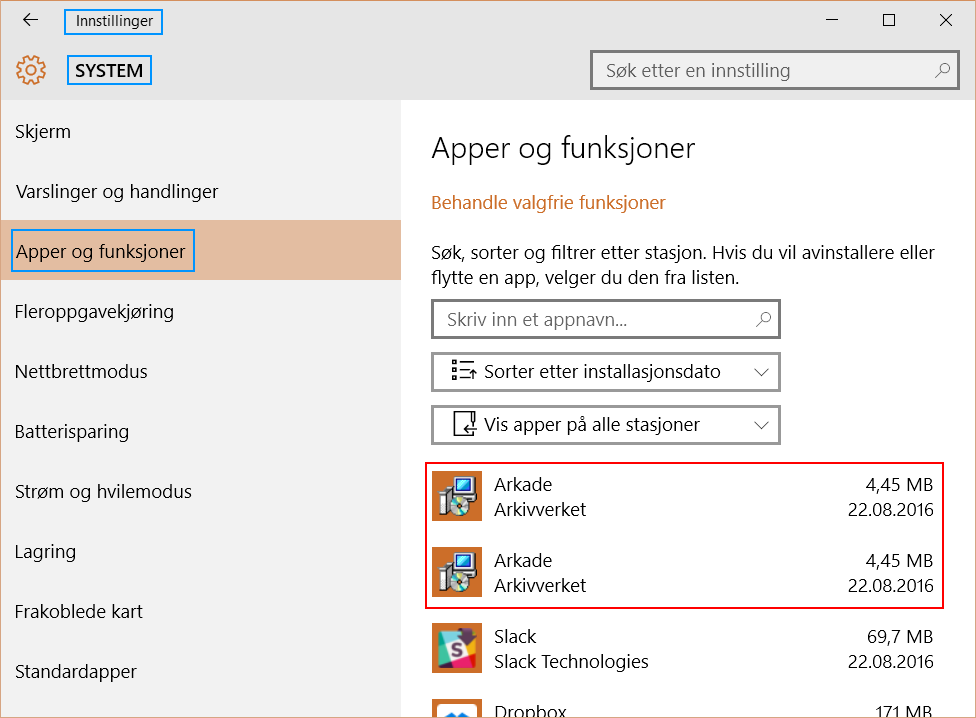 Innstillinger
SYSTEM
Søk etter en innstilling
Skjerm
Varslinger og handlinger
Apper og funksjoner
Fleroppgavekjøring
Nettbrettmodus
Batterisparing
Strøm og hvilemodus
Lagring
Frakoblede kart
Standardapper
Apper og funksjoner
Behandle valgfrie funksjoner
Søk, sorter og filtrer etter stasjon. Hvis du vil avinstallere eller
flytte en app, velger du den fra listen.
Skriv inn et appnavn...
Sorter etter installasjonsdato
Vis apper på alle stasjoner
Arkade 4,45 MB
Arkivverket 22.08.2016
Arkade 4,45 MB
Arkivverket 22.08.2016
Slack 69,7 MB
Slack Technologies 22.08.2016
Dropbox 171 MB